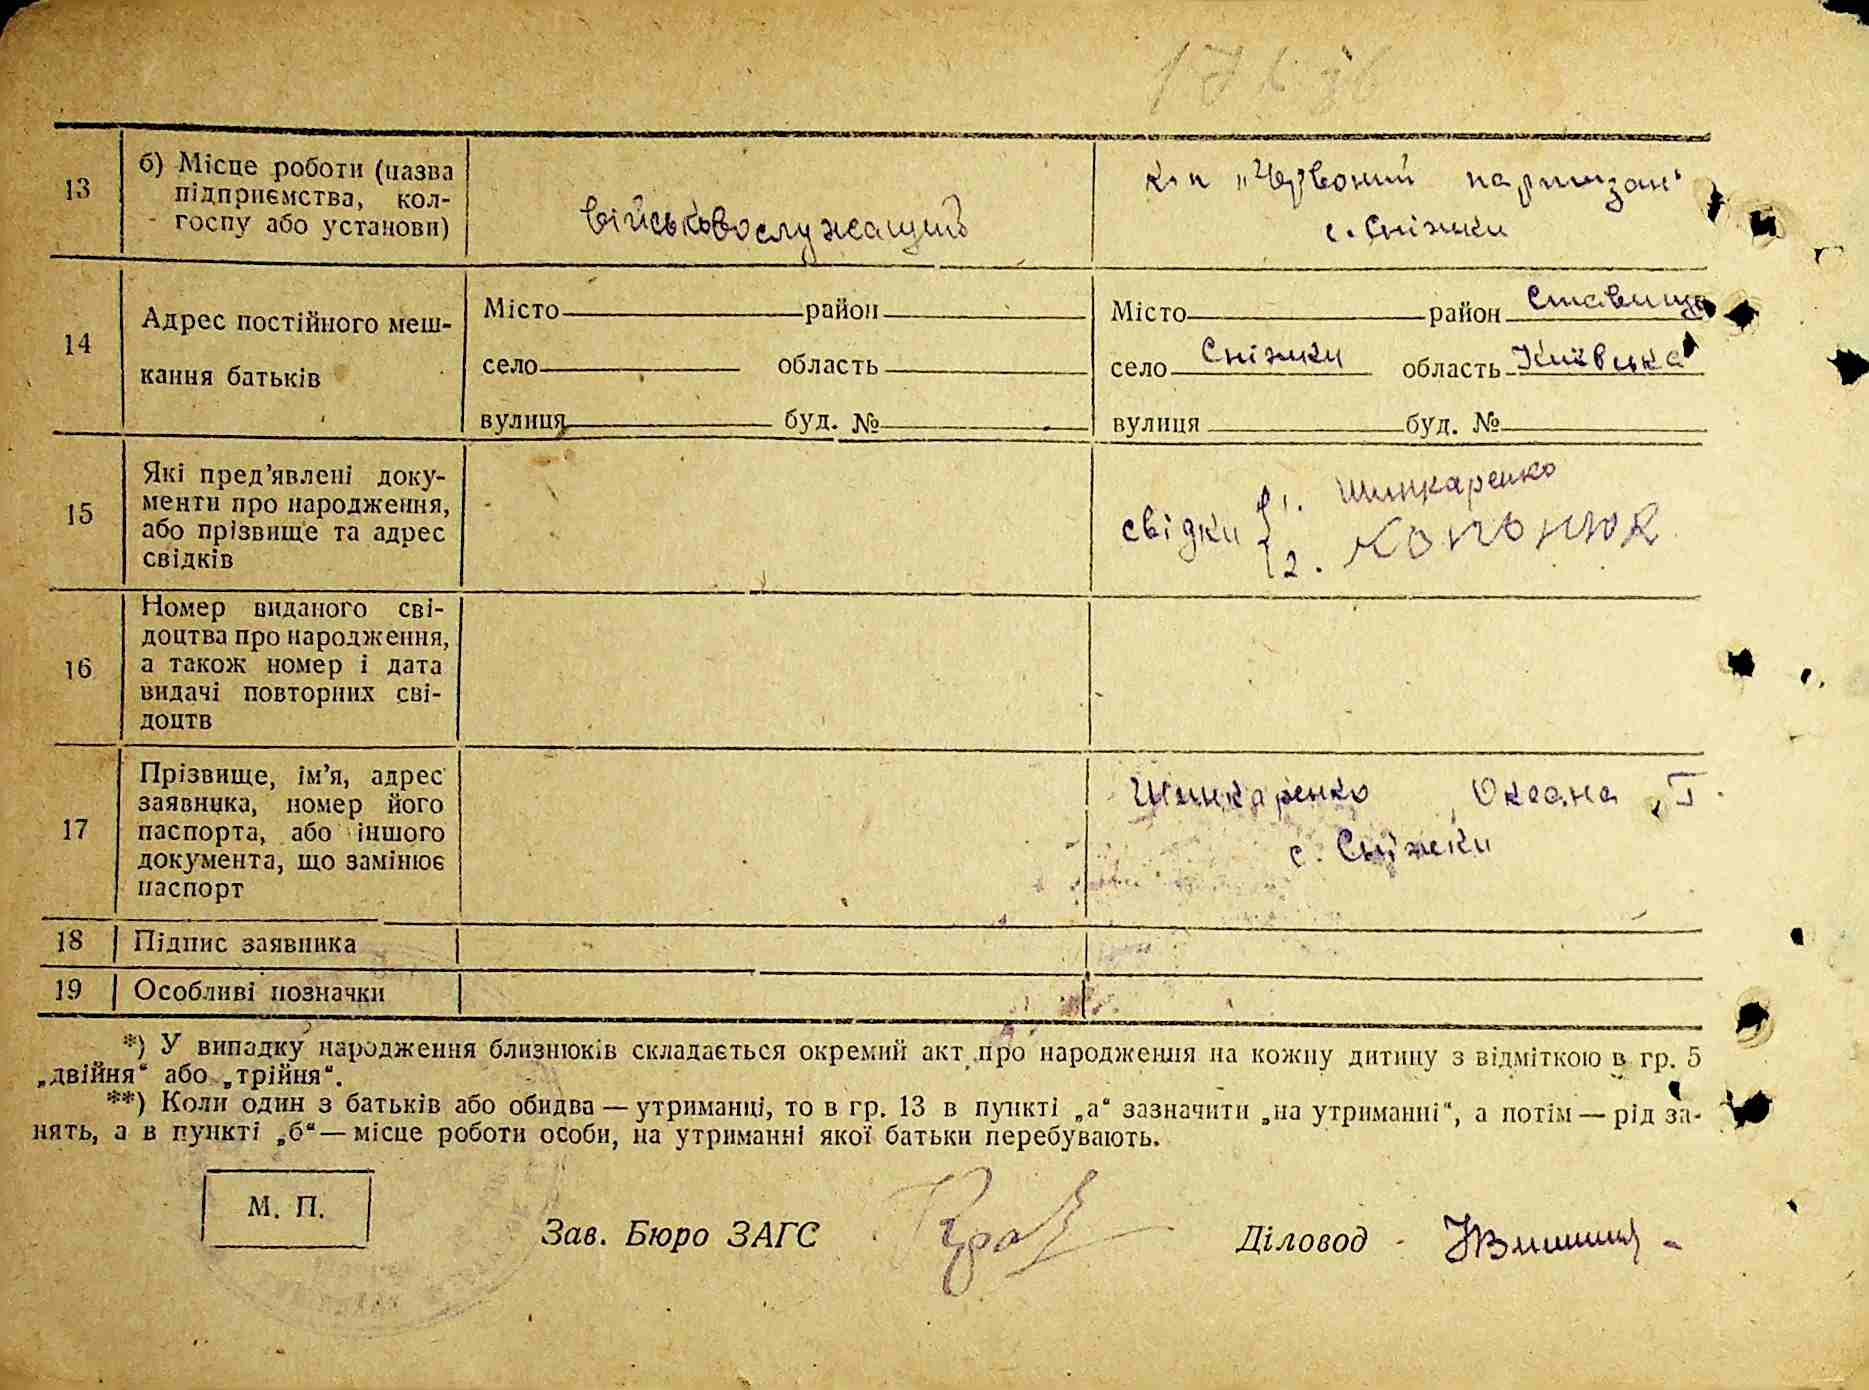 13
б) Місце роботи (назва
підприємства, кол-
госпу або установи)
військовослужащий
к-п „Червоний партизан“
с. Сніжки
14
Адрес постійного меш-
кання батьків
Місто район
село область
вулиця буд. №
Місто район Ставище
село Сніжки область Київська
вулиця буд. №
15
Які пред’явлені доку-
менти про народження,
або прізвище та адрес
свідків
свідки 1. Шинкаренко
2. Копонюк
16
Номер виданого сві-
доцтва про народження,
а також номер і дата
видачі повторних сві-
доцтв
17
Прізвище, ім’я, адрес
заявника, номер його
паспорта, або іншого
документа, що замінює
паспорт
Шинкаренко Оксана Т.
с. Сніжки
18 Підпис заявника
19 Особливі позначки
*) У випадку народження близнюків складається окремий акт про народження на кожну дитину з відміткою в гр. 5
„двійня“ або „трійня“.
**) Коли один з батьків або обидва — утриманці, то в гр. 13 в пункті „а“ зазначити „на утриманні“, а потім — рід за-
нять, а в пункті „б“ — місце роботи особи, на утриманні якої батьки перебувають.
М. П.
Зав. Бюро ЗАГС
Діловод